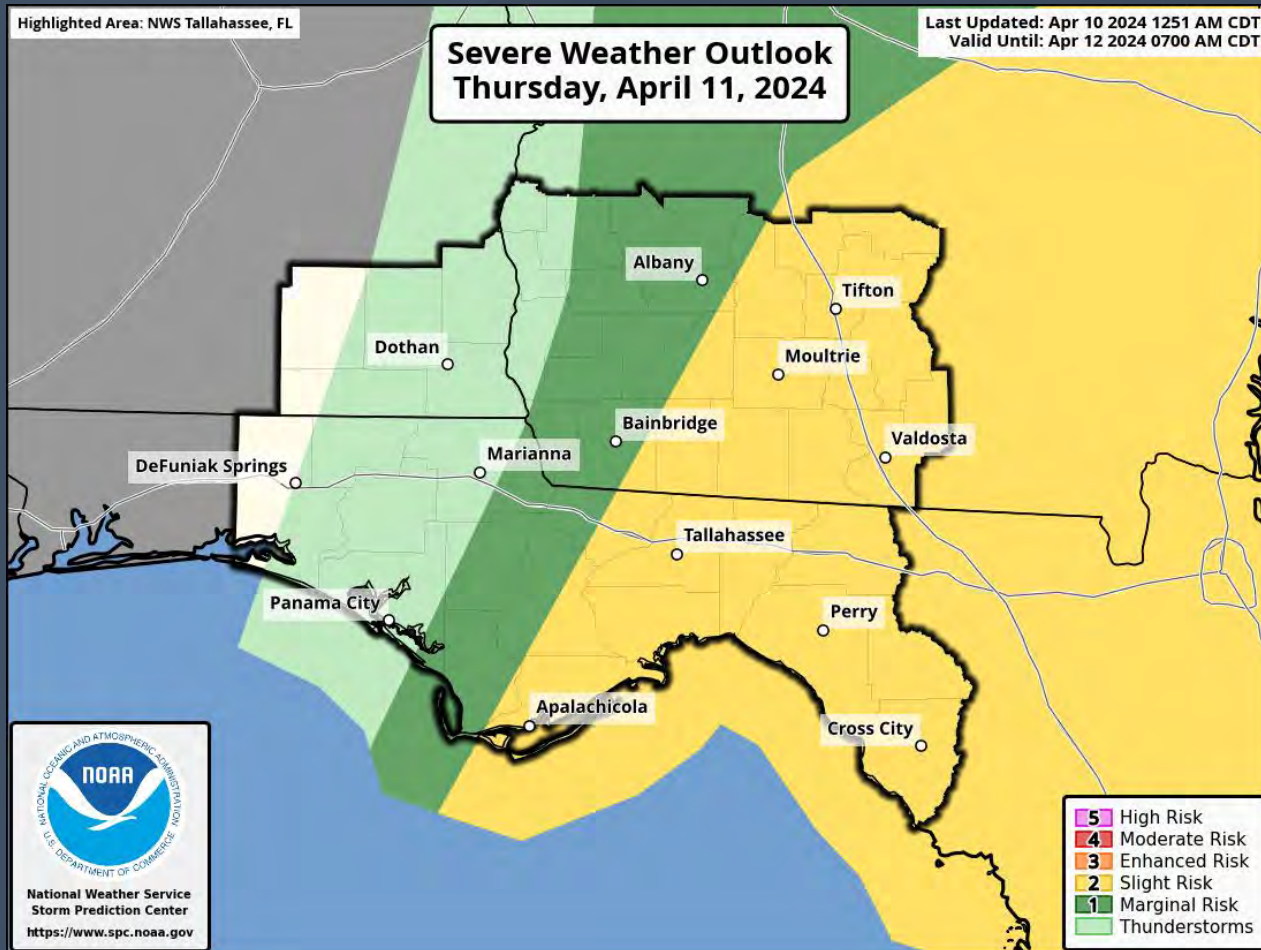 Highlighted Area: NWS Tallahassee, FL
Last Updated: Apr 10 2024 1251 AM CDT
Valid Until: Apr 12 2024 0700 AM CDT
Severe Weather Outlook
Thursday, April 11, 2024
Albany
Tifton
Dothan
Moultrie
Bainbridge
Valdosta
Marianna
DeFuniak Springs
Tallahassee
Panama City
Perry
Apalachicola
Cross City
NATIONAL OCEANIC AND ATMOSPHERIC ADMINISTRATION
NOAA
U.S. DEPARTMENT OF COMMERCE
National Weather Service
Storm Prediction Center
https://www.spc.noaa.gov
5 High Risk
4 Moderate Risk
3 Enhanced Risk
2 Slight Risk
1 Marginal Risk
Thunderstorms